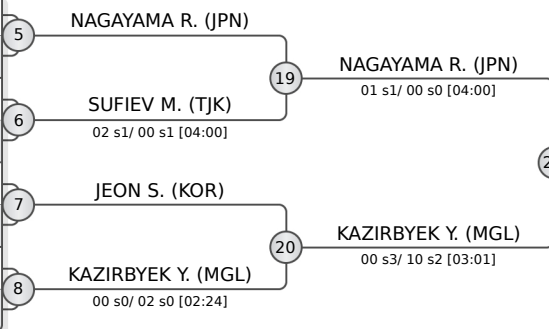 5
NAGAYAMA R. (JPN)
19
NAGAYAMA R. (JPN)
01 s1/ 00 s0 [04:00]
6
SUFIEV M. (TJK)
02 s1/ 00 s1 [04:00]
7
JEON S. (KOR)
20
KAZIRBYEK Y. (MGL)
00 s3/ 10 s2 [03:01]
8
KAZIRBYEK Y. (MGL)
00 s0/ 02 s0 [02:24]